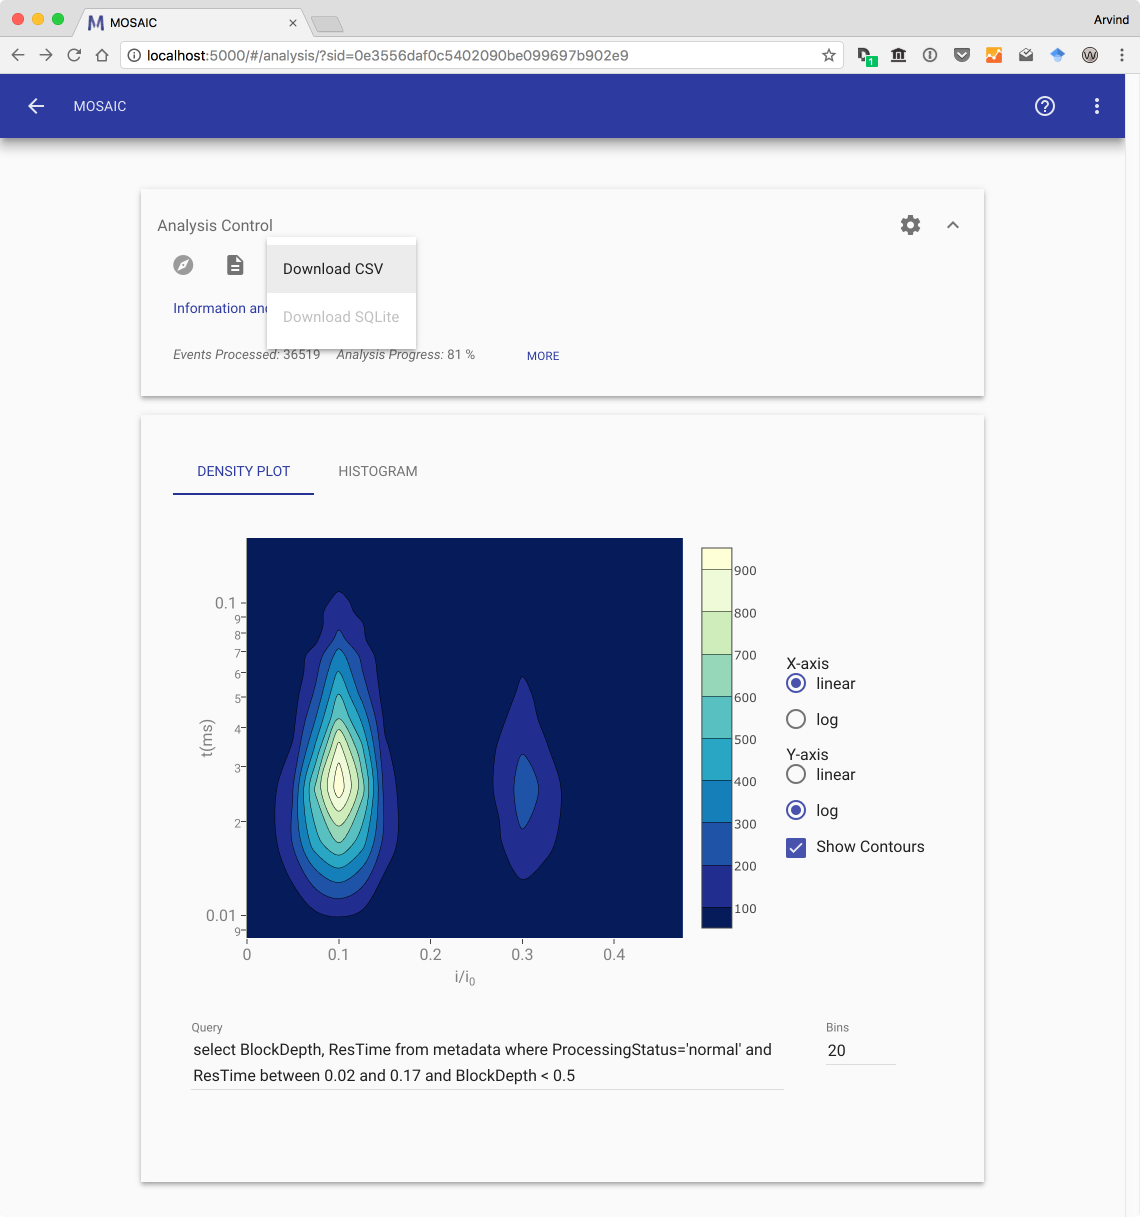 MOSAIC
Arvind
localhost:5000/#/analysis/?sid=0e3556daf0c5402090be099697b902e9
1
MOSAIC
Analysis Control
Download CSV
Download SQLite
Information and
Events Processed: 36519 Analysis Progress: 81 % MORE
DENSITY PLOT HISTOGRAM
0.1
9
8
7
6
5
4
3
2
0.01
9
t(ms)
0 0.1 0.2 0.3 0.4
i/i0
900
800
700
600
500
400
300
200
100
X-axis
linear
log
Y-axis
linear
log
Show Contours
Query
select BlockDepth, ResTime from metadata where ProcessingStatus='normal' and
ResTime between 0.02 and 0.17 and BlockDepth < 0.5
Bins
20